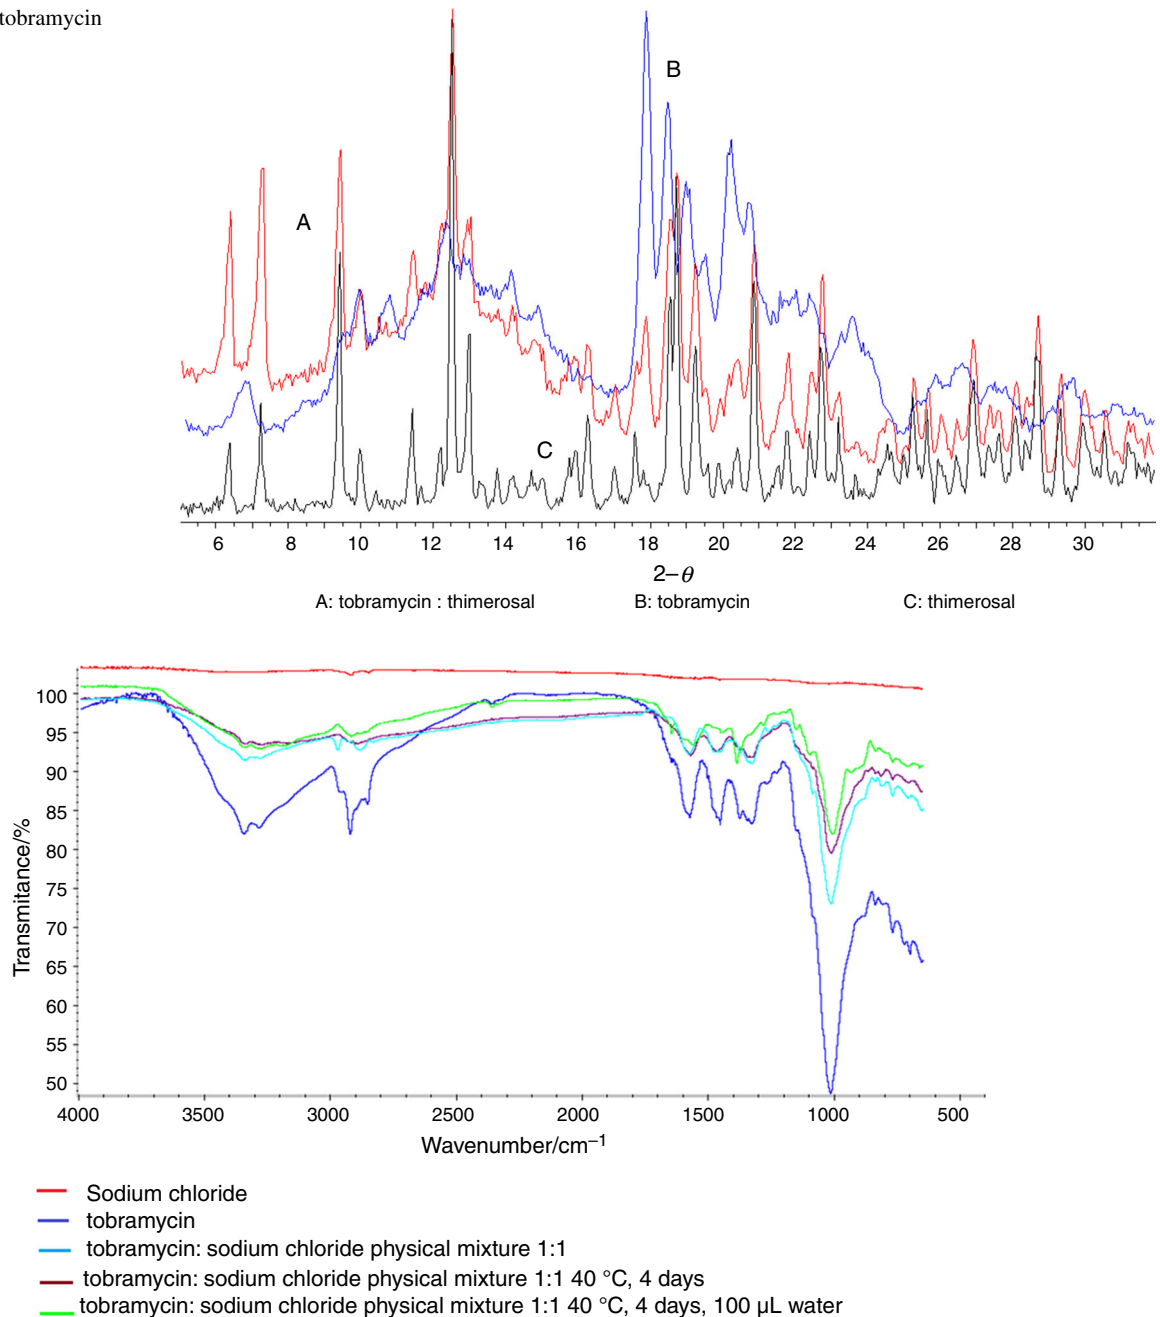 tobramycin
B
A
C
6 8 10 12 14 16 18 20 22 24 26 28 30
2–θ
A: tobramycin : thimerosal B: tobramycin C: thimerosal
100
95
90
85
80
75
70
65
60
55
50
Transmitance/%
4000 3500 3000 2500 2000 1500 1000 500
Wavenumber/cm⁻¹
Sodium chloride
tobramycin
tobramycin: sodium chloride physical mixture 1:1
tobramycin: sodium chloride physical mixture 1:1 40 °C, 4 days
tobramycin: sodium chloride physical mixture 1:1 40 °C, 4 days, 100 µL water